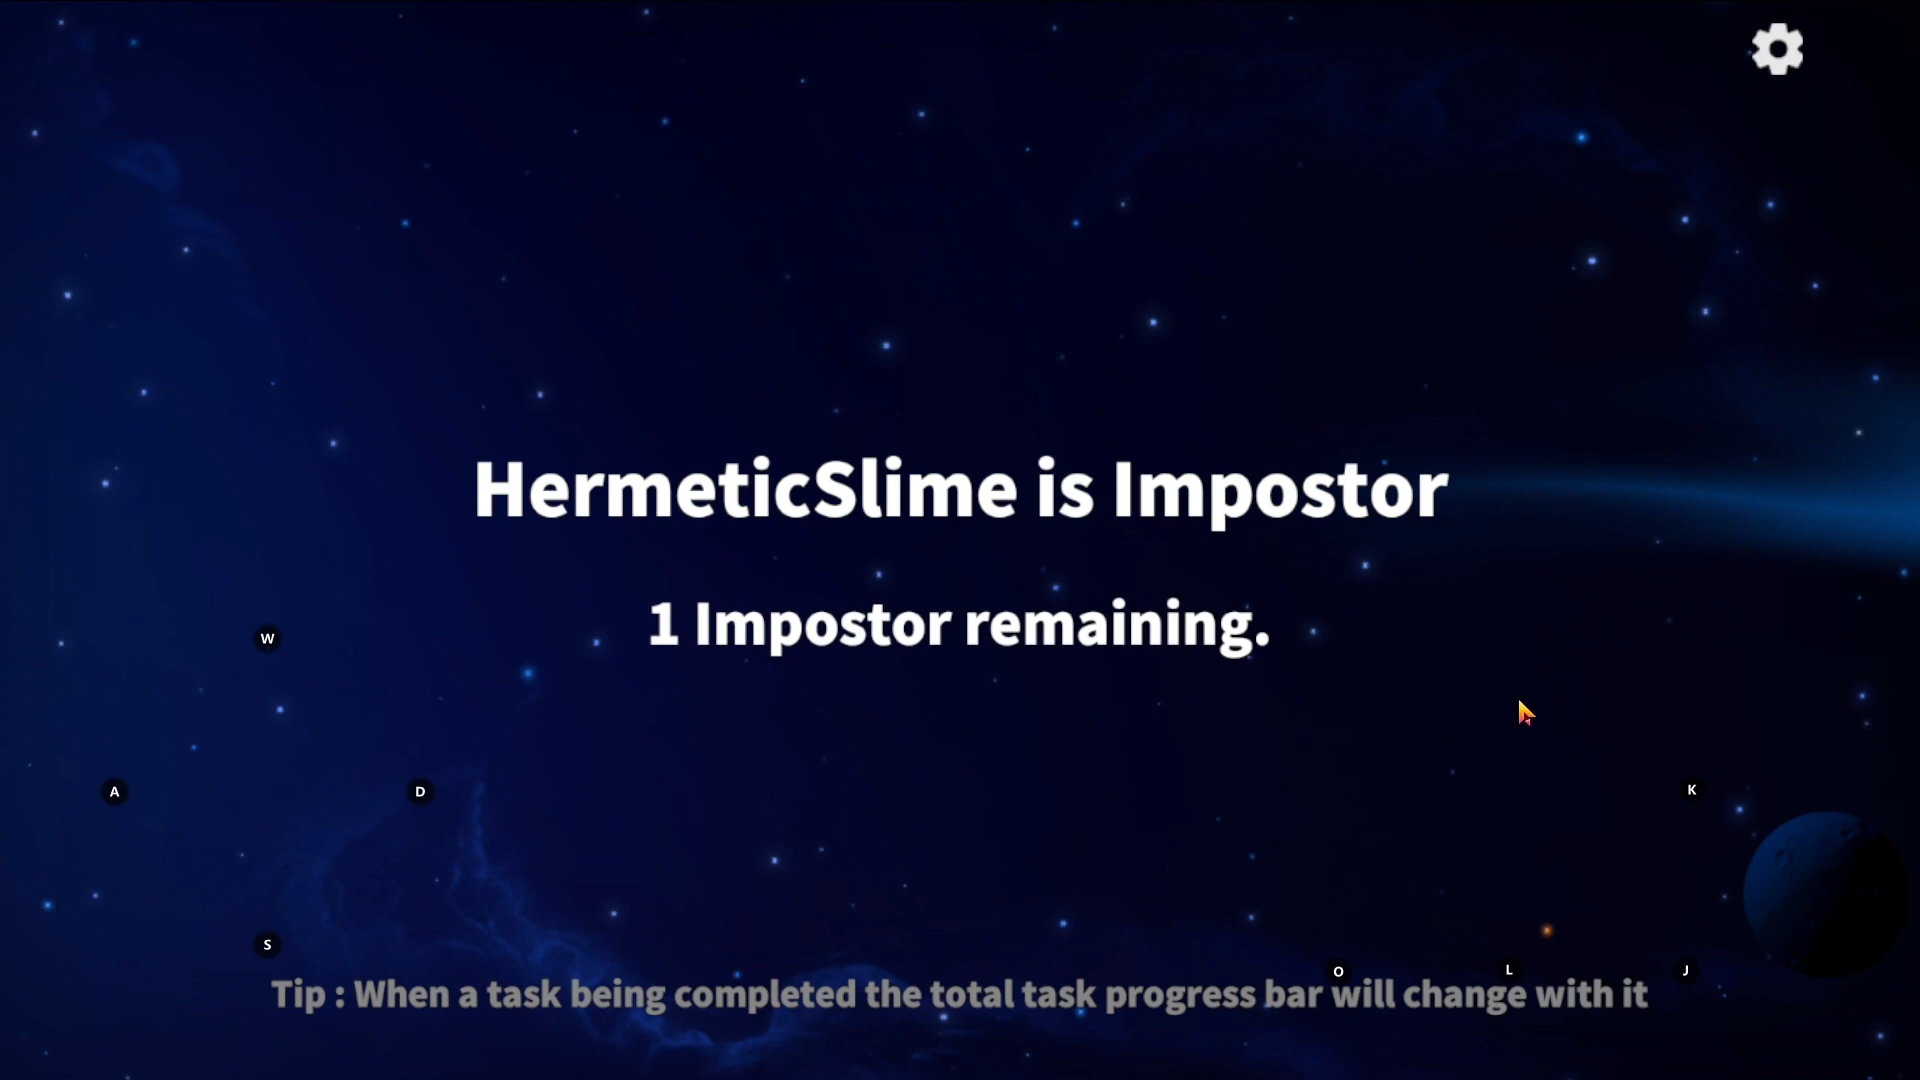 HermeticSlime is Impostor
1 Impostor remaining.
W
A
D
K
S
O
L
J
Tip : When a task being completed the total task progress bar will change with it